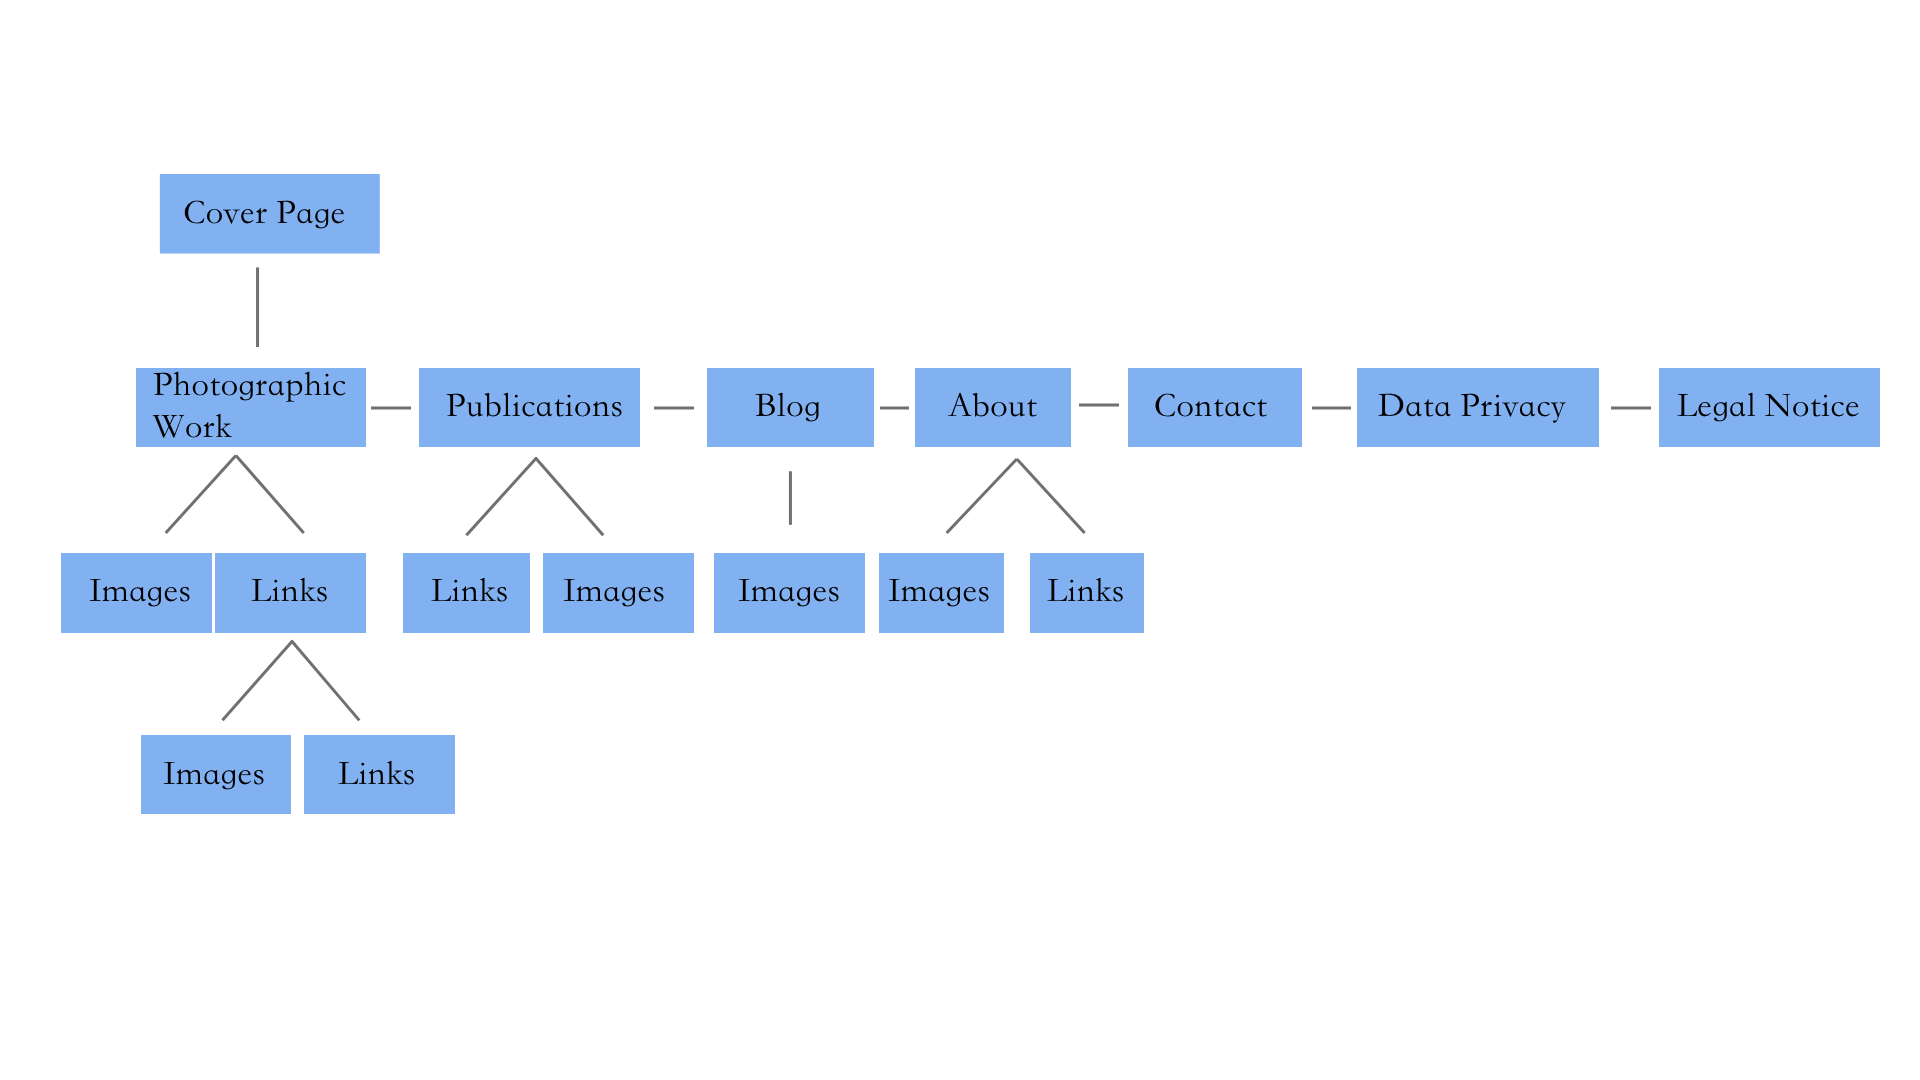 Cover Page
Photographic
Work
Publications
Blog
About
Contact
Data Privacy
Legal Notice
Images
Links
Links
Images
Images
Images
Links
Images
Links